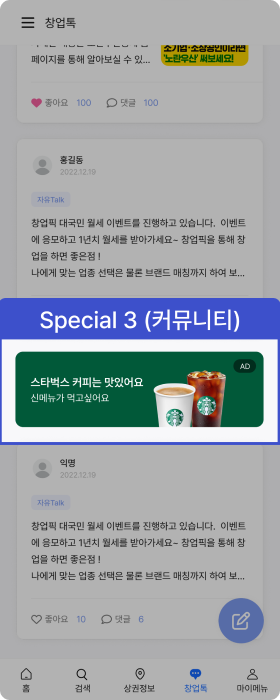 창업톡
페이지를 통해 알아보실 수 있...
소기업·소상공인이라면
'노란우산' 써보세요!
좋아요 100 댓글 100
홍길동
2022.12.19
자유Talk
창업픽 대국민 월세 이벤트를 진행하고 있습니다. 이벤트
에 응모하고 1년치 월세를 받아가세요~ 창업픽을 통해 창
업을 하면 좋은점 !
나에게 맞는 업종 선택은 물론 브랜드 매칭까지 하여 보...
Special 3 (커뮤니티)
AD
스타벅스 커피는 맛있어요
신메뉴가 먹고싶어요
익명
2022.12.19
자유Talk
창업픽 대국민 월세 이벤트를 진행하고 있습니다. 이벤트
에 응모하고 1년치 월세를 받아가세요~ 창업픽을 통해 창
업을 하면 좋은점 !
나에게 맞는 업종 선택은 물론 브랜드 매칭까지 하여 보...
좋아요 10 댓글 6
홈 검색 상권정보 창업톡 마이메뉴